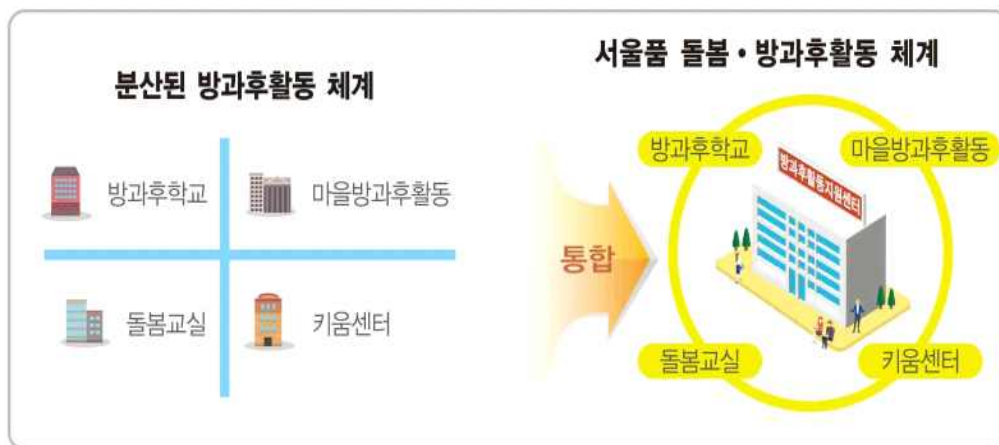 분산된 방과후활동 체계
방과후학교
마을방과후활동
돌봄교실
키움센터
통합
서울품 돌봄·방과후활동 체계
방과후학교
마을방과후활동
방과후활동지원센터
돌봄교실
키움센터